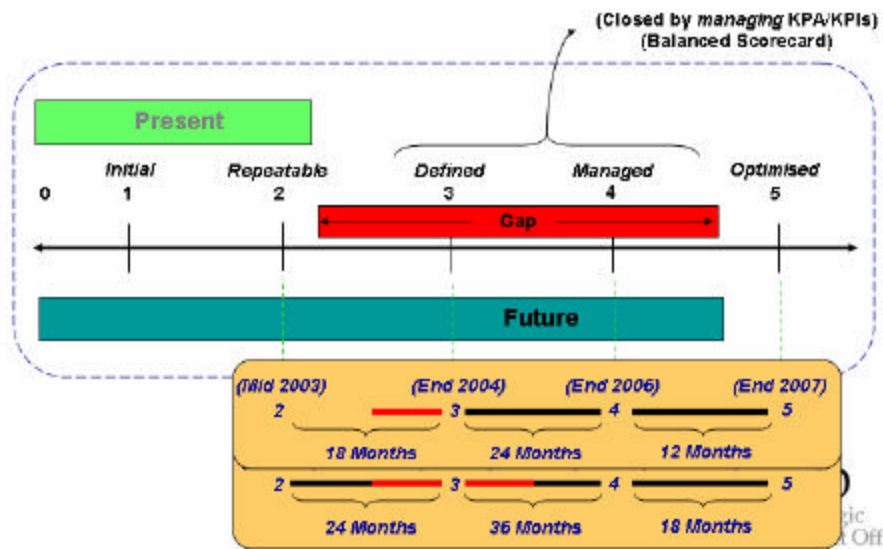 (Closed by managing KPA/KPIs)
(Balanced Scorecard)
Present
Initial Repeatable Defined Managed Optimised
0 1 2 3 4 5
Gap
Future
(Mid 2003) (End 2004) (End 2006) (End 2007)
2 3 4 5
18 Months 24 Months 12 Months
2 3 4 5
24 Months 36 Months 18 Months